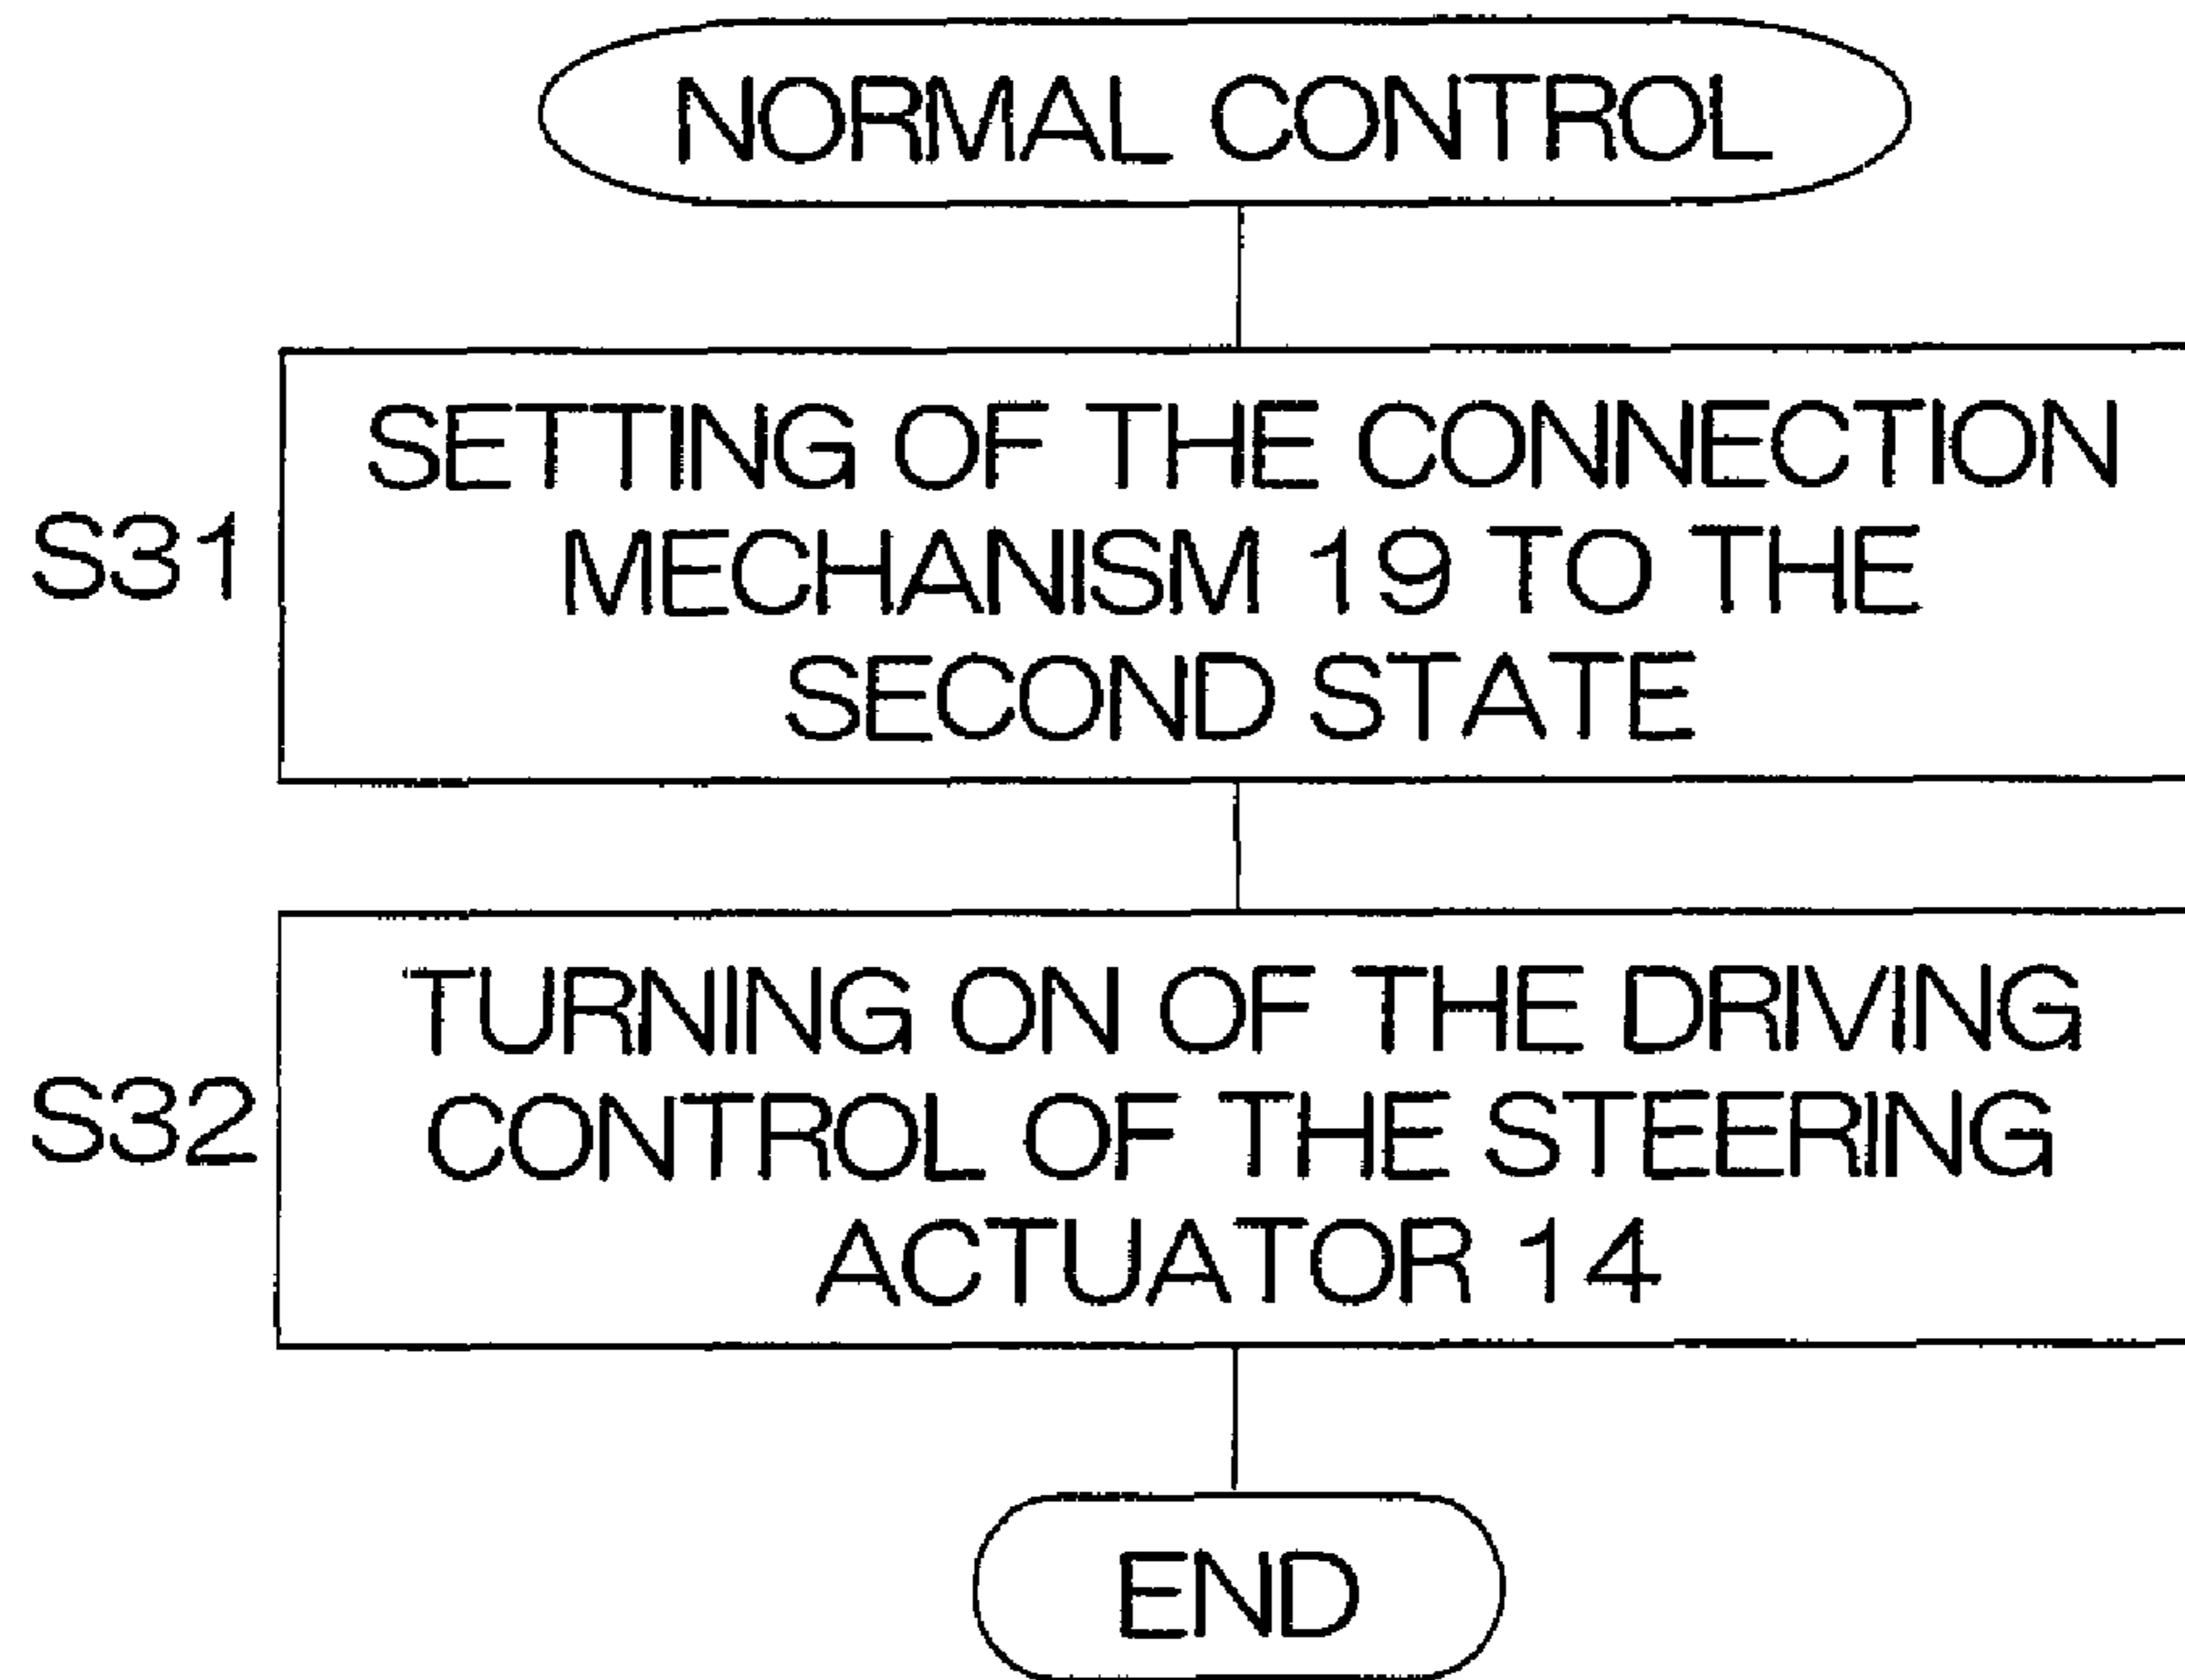 NORMAL CONTROL
S31
SETTING OF THE CONNECTION
MECHANISM 19 TO THE
SECOND STATE
S32
TURNING ON OF THE DRIVING
CONTROL OF THE STEERING
ACTUATOR 14
END